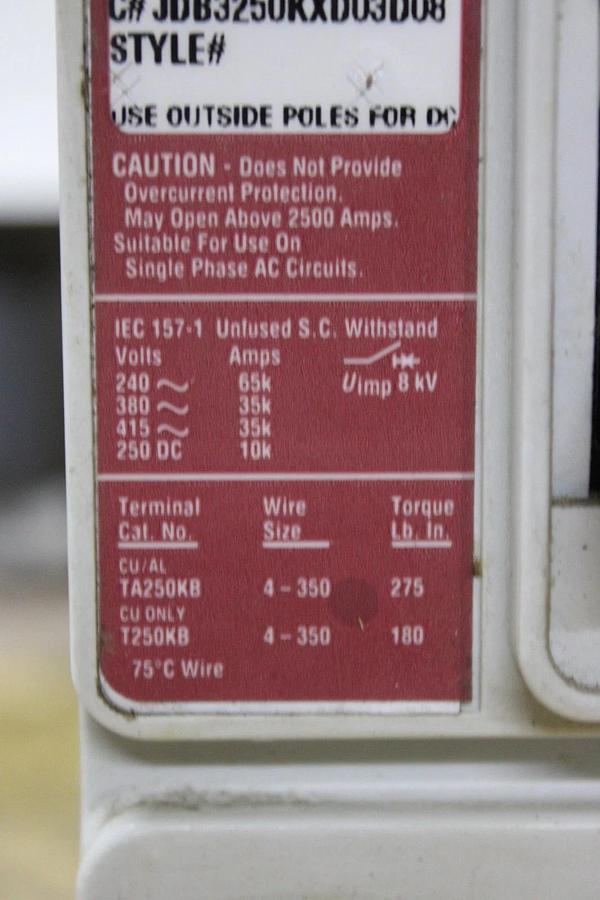 C# JDB3250KXD03D08
STYLE#
USE OUTSIDE POLES FOR DC
CAUTION - Does Not Provide
Overcurrent Protection.
May Open Above 2500 Amps.
Suitable For Use On
Single Phase AC Circuits.
IEC 157-1 Unfused S.C. Withstand
Volts Amps
240 ~ 65k
380 ~ 35k Uimp 8 kV
415 ~ 35k
250 DC 10k
Terminal Wire Torque
Cat. No. Size Lb. In.
CU/AL
TA250KB 4 – 350 275
CU ONLY
T250KB 4 – 350 180
75°C Wire